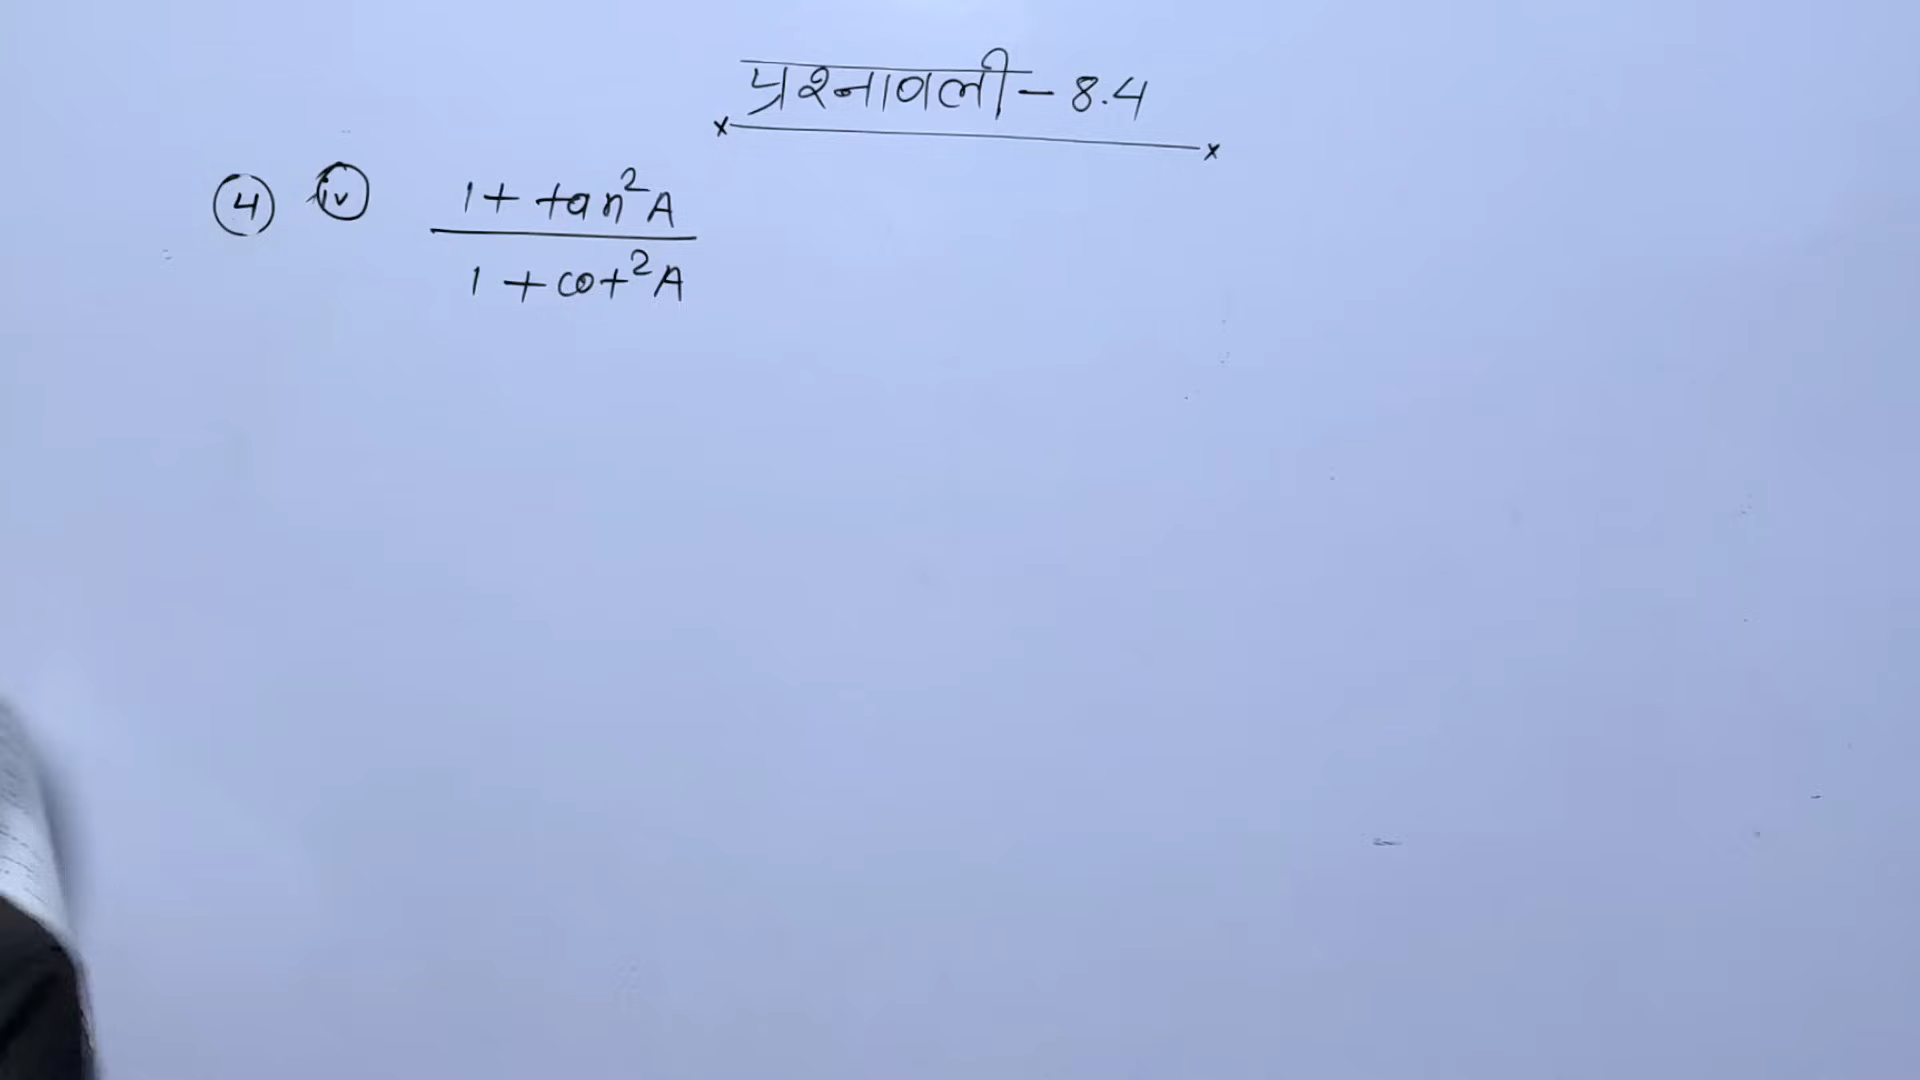 प्रश्नावली - 8.4
4 iv 1 + tan²A
1 + cot²A